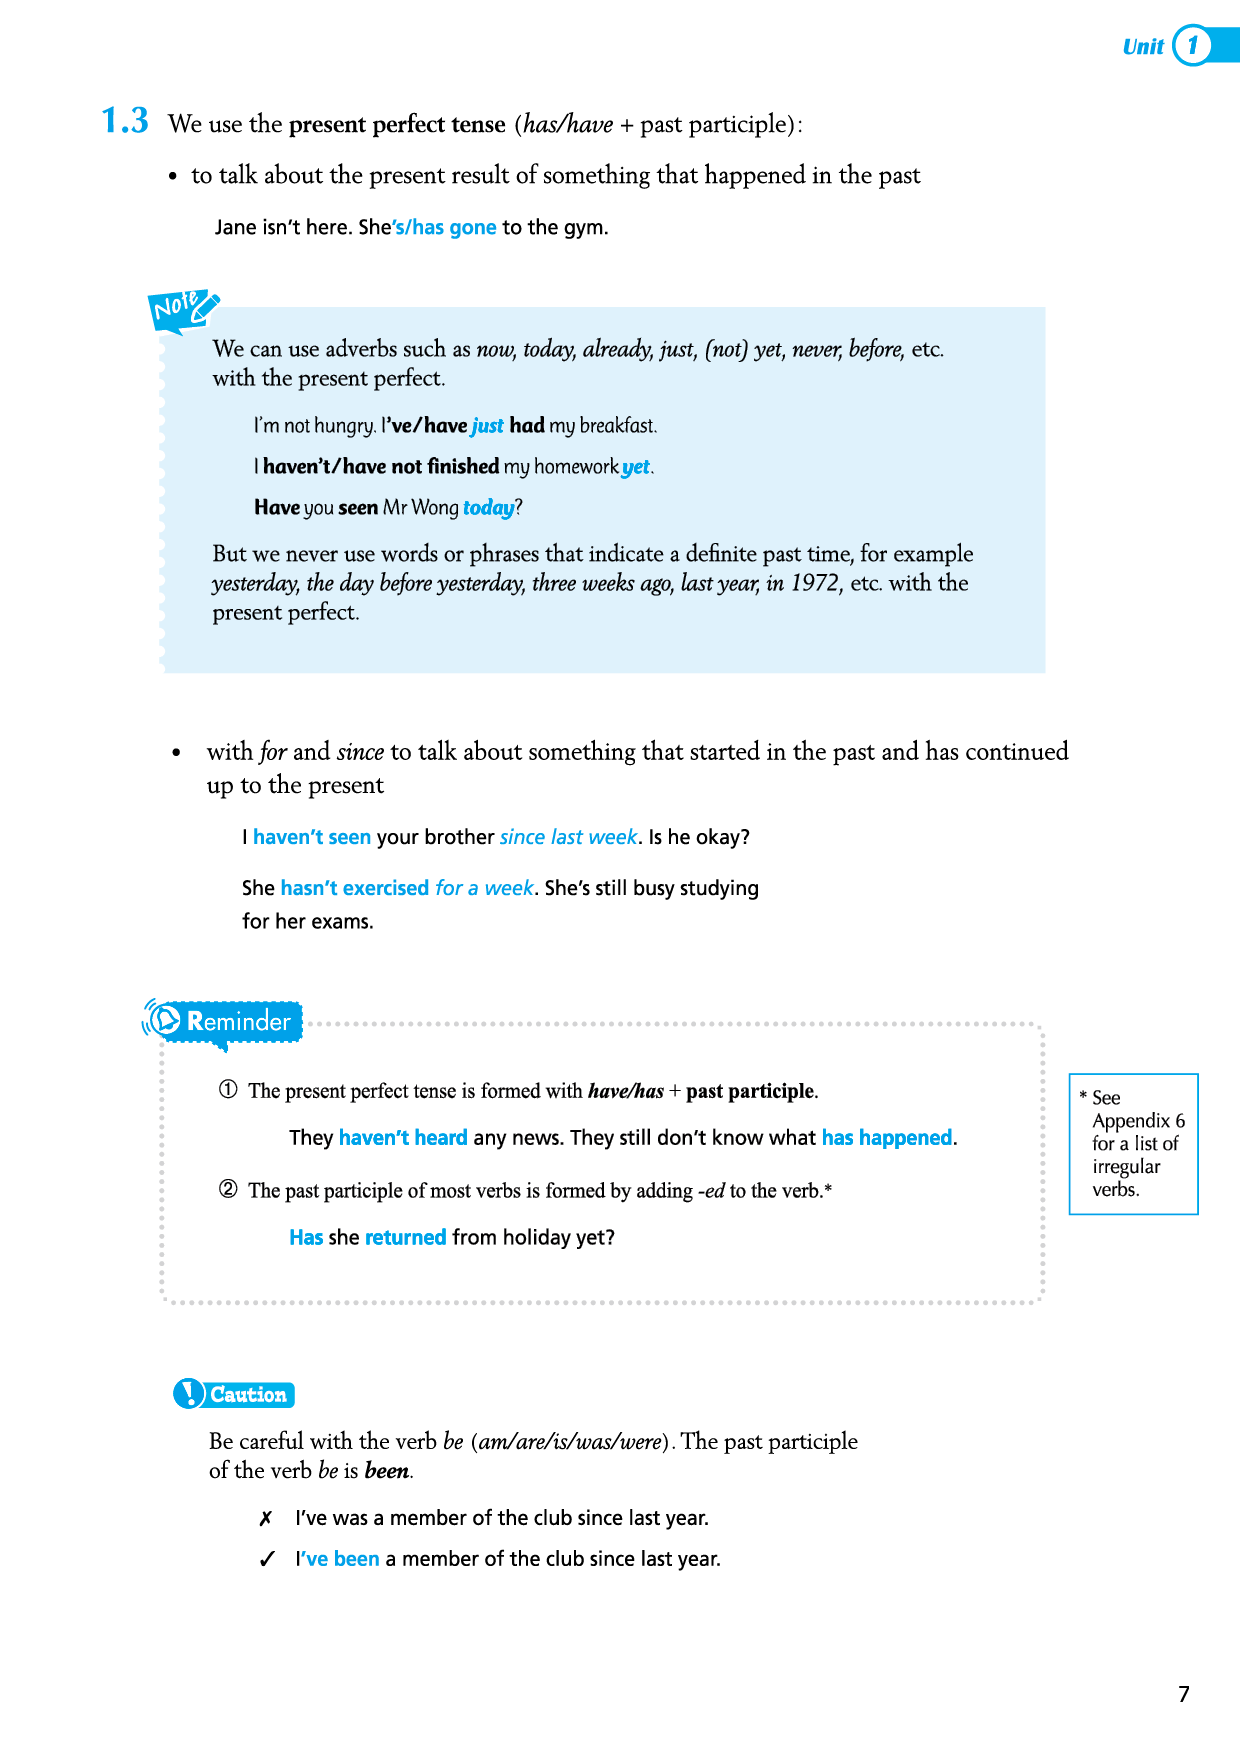 Unit 1
1.3 We use the present perfect tense (has/have + past participle):
• to talk about the present result of something that happened in the past
Jane isn't here. She's/has gone to the gym.
Note
We can use adverbs such as now, today, already, just, (not) yet, never, before, etc.
with the present perfect.
I'm not hungry. I've/have just had my breakfast.
I haven't/have not finished my homework yet.
Have you seen Mr Wong today?
But we never use words or phrases that indicate a definite past time, for example
yesterday, the day before yesterday, three weeks ago, last year, in 1972, etc. with the
present perfect.
• with for and since to talk about something that started in the past and has continued
up to the present
I haven't seen your brother since last week. Is he okay?
She hasn't exercised for a week. She's still busy studying
for her exams.
Reminder
① The present perfect tense is formed with have/has + past participle.
They haven't heard any news. They still don't know what has happened.
② The past participle of most verbs is formed by adding -ed to the verb.*
Has she returned from holiday yet?
* See
Appendix 6
for a list of
irregular
verbs.
Caution
Be careful with the verb be (am/are/is/was/were). The past participle
of the verb be is been.
✗ I've was a member of the club since last year.
✓ I've been a member of the club since last year.
7